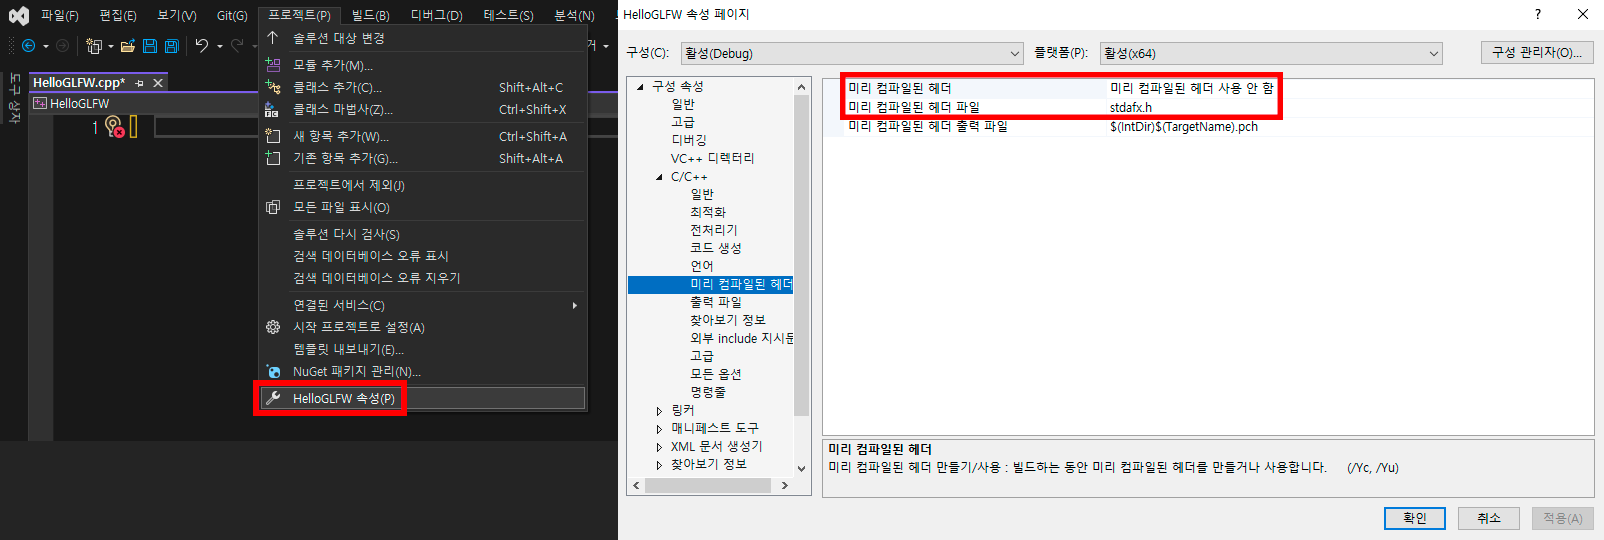 파일(F) 편집(E) 보기(V) Git(G) 프로젝트(P) 빌드(B) 디버그(D) 테스트(S) 분석(N)
솔루션 대상 변경
모듈 추가(M)...
클래스 추가(C)... Shift+Alt+C
클래스 마법사(Z)... Ctrl+Shift+X
새 항목 추가(W)... Ctrl+Shift+A
기존 항목 추가(G)... Shift+Alt+A
프로젝트에서 제외(J)
모든 파일 표시(O)
솔루션 다시 검사(S)
검색 데이터베이스 오류 표시
검색 데이터베이스 오류 지우기
연결된 서비스(C)
시작 프로젝트로 설정(A)
템플릿 내보내기(E)...
NuGet 패키지 관리(N)...
HelloGLFW 속성(P)
거
도구 상자
HelloGLFW.cpp*
HelloGLFW
1
HelloGLFW 속성 페이지
구성(C): 활성(Debug) 플랫폼(P): 활성(x64) 구성 관리자(O)...
구성 속성
일반
고급
디버깅
VC++ 디렉터리
C/C++
일반
최적화
전처리기
코드 생성
언어
미리 컴파일된 헤더
출력 파일
찾아보기 정보
외부 include 지시문
고급
모든 옵션
명령줄
링커
매니페스트 도구
XML 문서 생성기
찾아보기 정보
미리 컴파일된 헤더 미리 컴파일된 헤더 사용 안 함
미리 컴파일된 헤더 파일 stdafx.h
미리 컴파일된 헤더 출력 파일 $(IntDir)$(TargetName).pch
미리 컴파일된 헤더
미리 컴파일된 헤더 만들기/사용 : 빌드하는 동안 미리 컴파일된 헤더를 만들거나 사용합니다. (/Yc, /Yu)
확인 취소 적용(A)